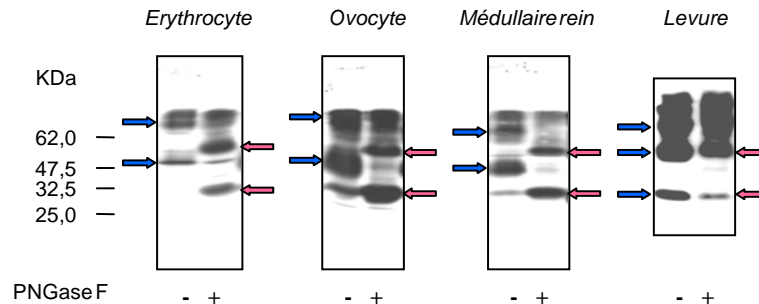 Erythrocyte Ovocyte Médullaire rein Levure
KDa
62,0
47,5
32,5
25,0
PNGase F - + - + - + - +